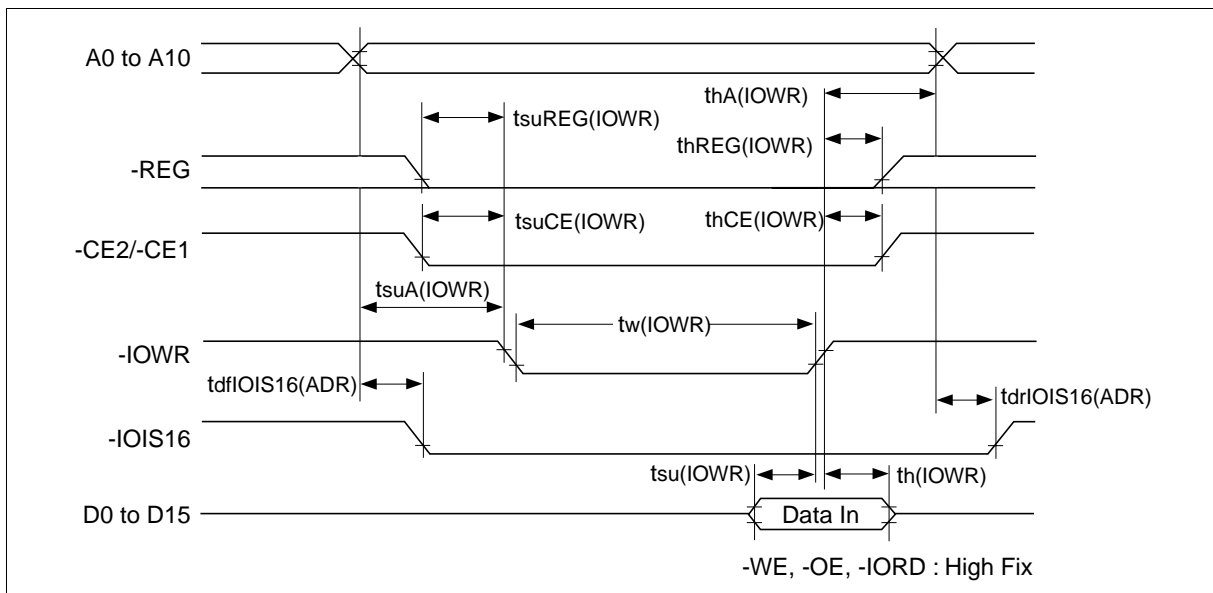 A0 to A10
thA(IOWR)
tsuREG(IOWR)
thREG(IOWR)
-REG
tsuCE(IOWR)
thCE(IOWR)
-CE2/-CE1
tsuA(IOWR)
tw(IOWR)
-IOWR
tdfIOIS16(ADR)
tdrIOIS16(ADR)
-IOIS16
tsu(IOWR)
th(IOWR)
D0 to D15
Data In
-WE, -OE, -IORD : High Fix